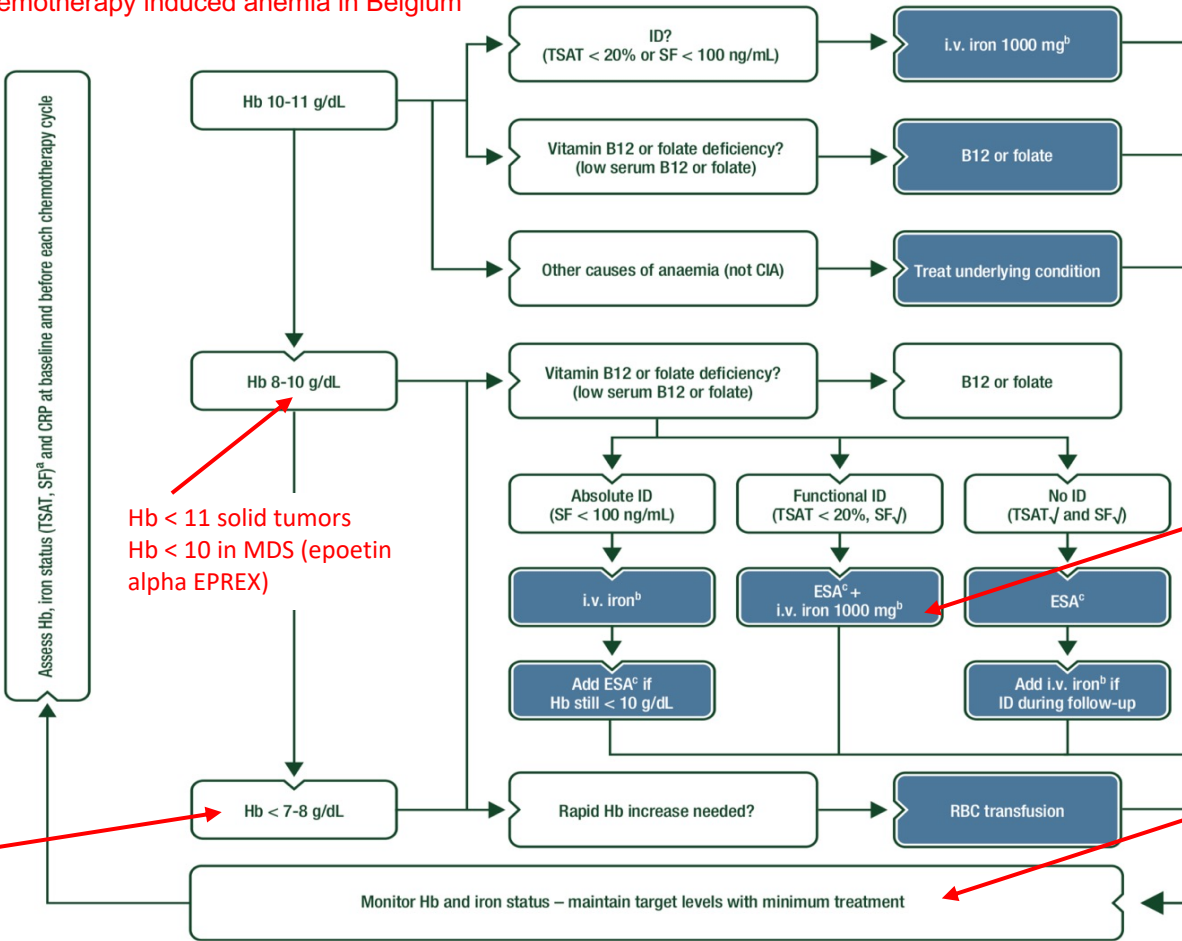 emotherapy induced anemia in Belgium
Assess Hb, iron status (TSAT, SF)ᵃ and CRP at baseline and before each chemotherapy cycle
Hb 10-11 g/dL
ID?
(TSAT < 20% or SF < 100 ng/mL)
i.v. iron 1000 mgᵇ
Vitamin B12 or folate deficiency?
(low serum B12 or folate)
B12 or folate
Other causes of anaemia (not CIA)
Treat underlying condition
Hb 8-10 g/dL
Vitamin B12 or folate deficiency?
(low serum B12 or folate)
B12 or folate
Hb < 11 solid tumors
Hb < 10 in MDS (epoetin
alpha EPREX)
Absolute ID
(SF < 100 ng/mL)
Functional ID
(TSAT < 20%, SF√)
No ID
(TSAT√ and SF√)
i.v. ironᵇ
ESAᶜ +
i.v. iron 1000 mgᵇ
ESAᶜ
Add ESAᶜ if
Hb still < 10 g/dL
Add i.v. ironᵇ if
ID during follow-up
Hb < 7-8 g/dL
Rapid Hb increase needed?
RBC transfusion
Monitor Hb and iron status – maintain target levels with minimum treatment